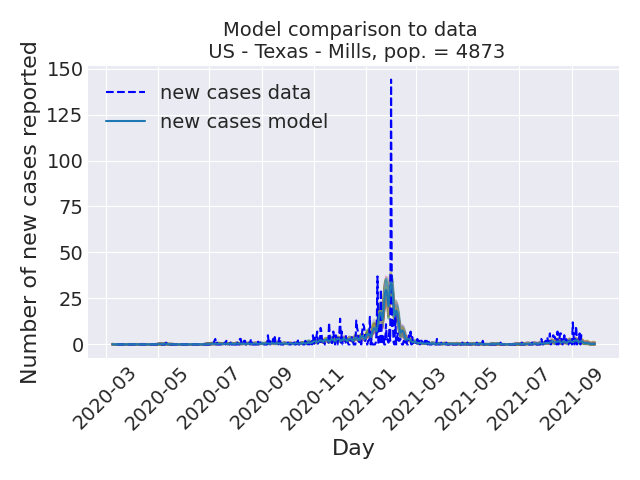 Model comparison to data
US - Texas - Mills, pop. = 4873
Number of new cases reported
150
125
100
75
50
25
0
new cases data
new cases model
2020-03
2020-05
2020-07
2020-09
2020-11
2021-01
2021-03
2021-05
2021-07
2021-09
Day